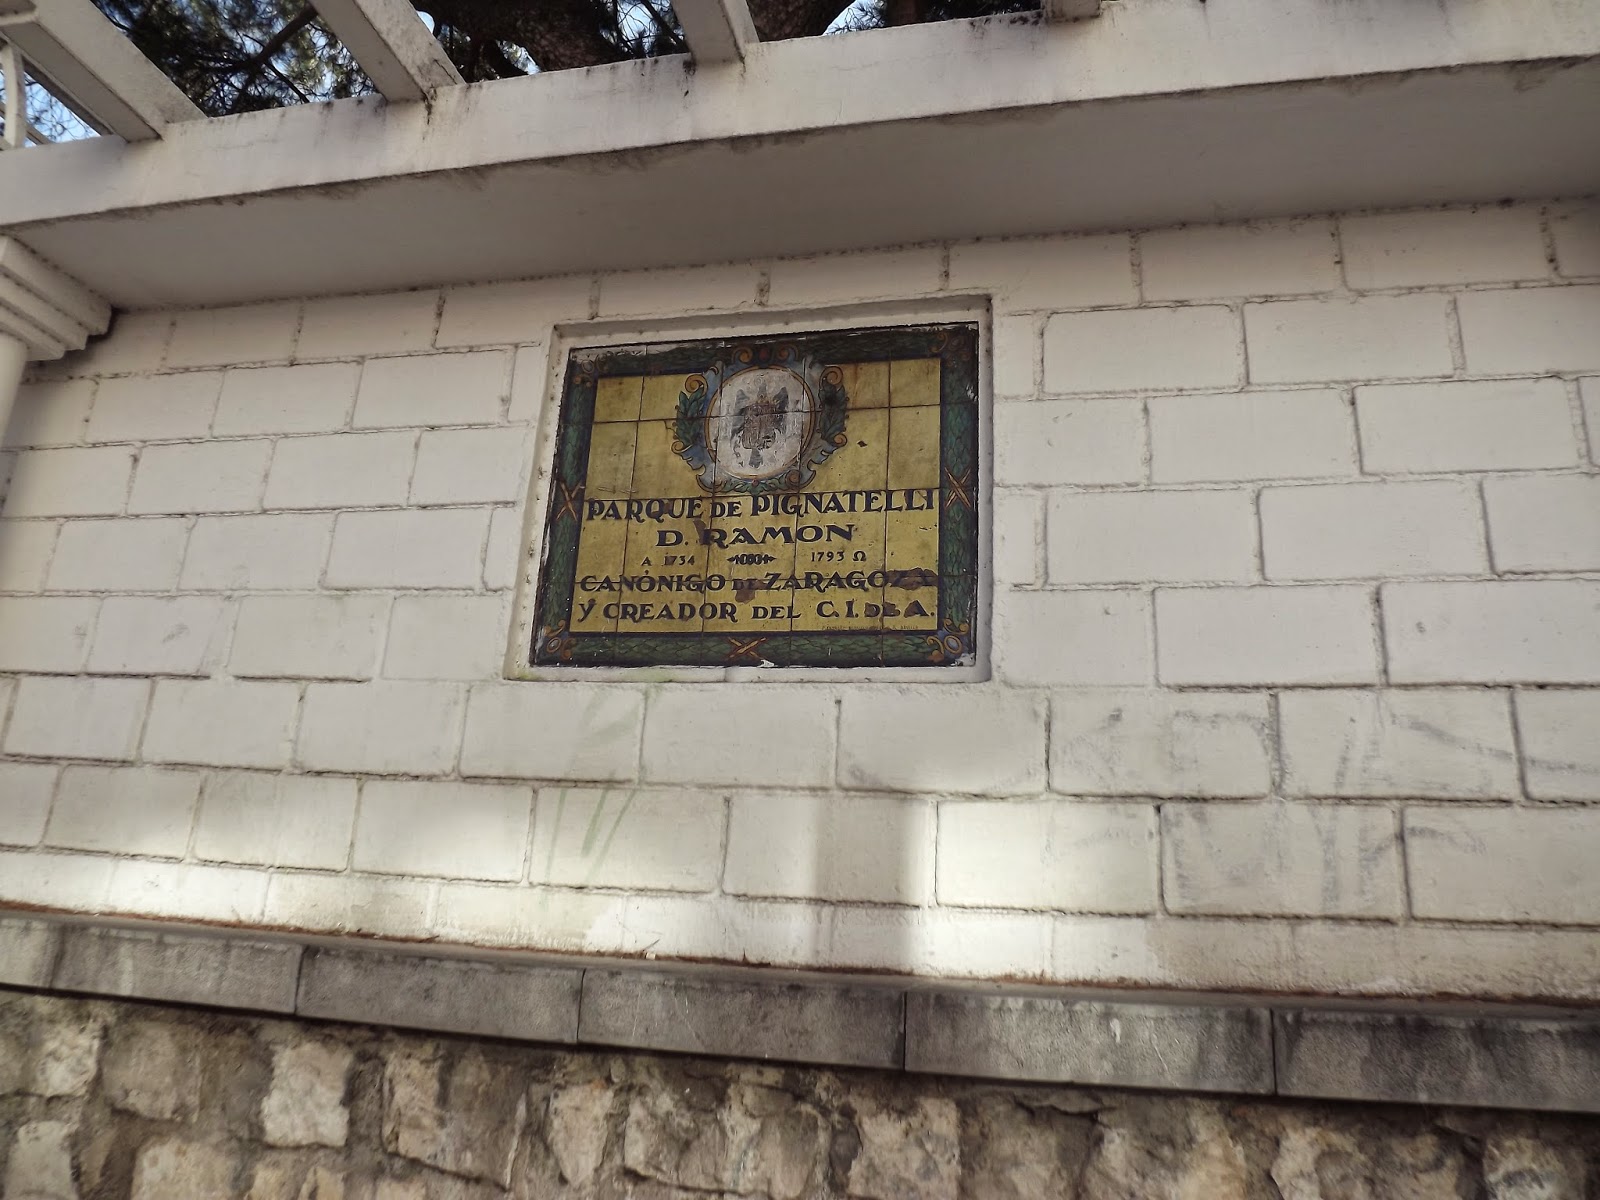 PARQUE DE PIGNATELLI
D. RAMON
A 1734 1793 Ω
CANÓNIGO DE ZARAGOZA
Y CREADOR DEL C. I. DE A.